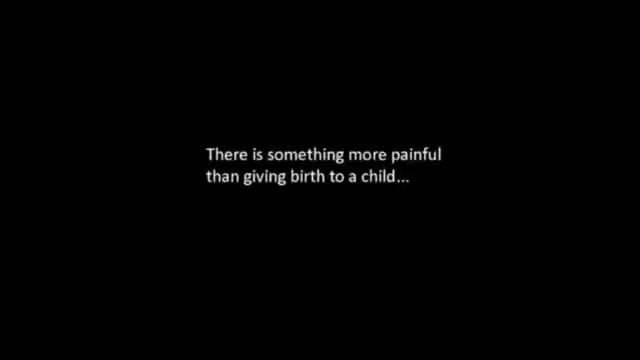 There is something more painful
than giving birth to a child...